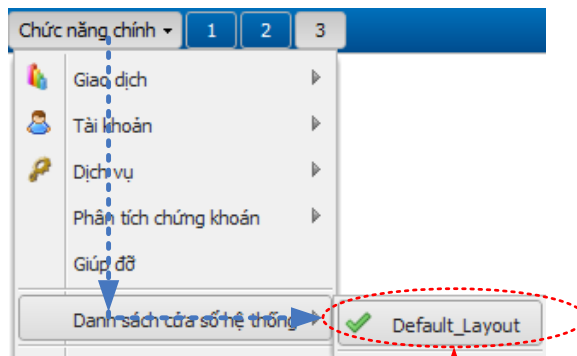 Chức năng chính 1 2 3
Giao dịch
Tài khoản
Dịch vụ
Phân tích chứng khoán
Giúp đỡ
Danh sách cửa sổ hệ thống Default_Layout